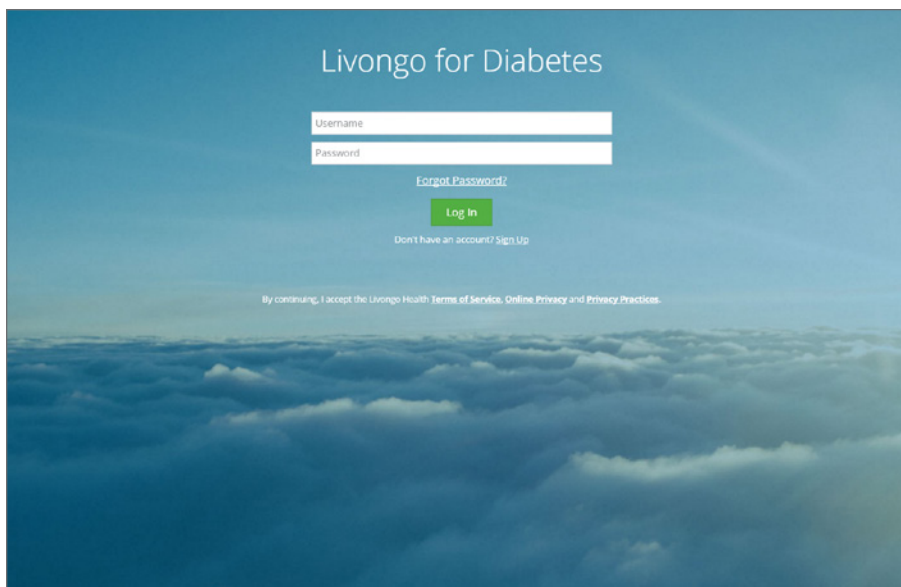 Livongo for Diabetes
Username
Password
Forgot Password?
Log In
Don't have an account? Sign Up
By continuing, I accept the Livongo Health Terms of Service, Online Privacy and Privacy Practices.